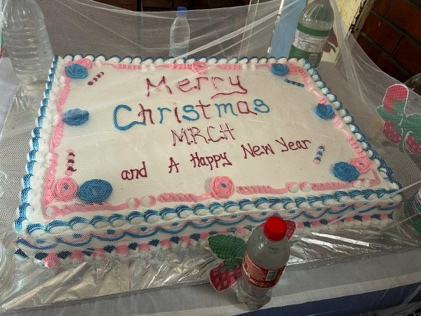 Merry
Christmas
MRCH
and A Happy New Year